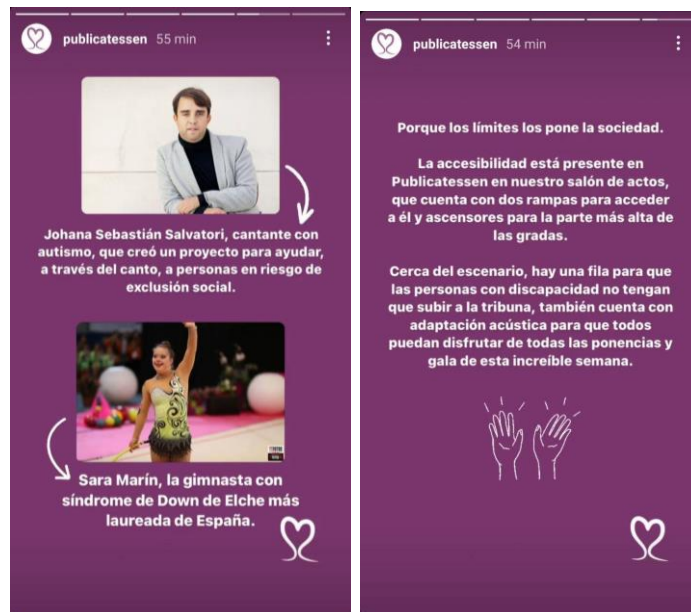 publicatessen 55 min
Johana Sebastián Salvatori, cantante con
autismo, que creó un proyecto para ayudar,
a través del canto, a personas en riesgo de
exclusión social.
Sara Marín, la gimnasta con
síndrome de Down de Elche más
laureada de España.
publicatessen 54 min
Porque los límites los pone la sociedad.
La accesibilidad está presente en
Publicatessen en nuestro salón de actos,
que cuenta con dos rampas para acceder
a él y ascensores para la parte más alta de
las gradas.
Cerca del escenario, hay una fila para que
las personas con discapacidad no tengan
que subir a la tribuna, también cuenta con
adaptación acústica para que todos
puedan disfrutar de todas las ponencias y
gala de esta increíble semana.